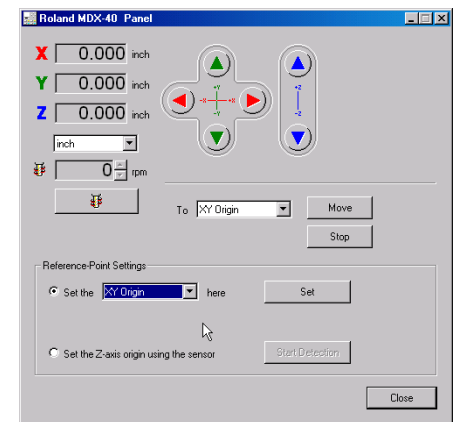 Roland MDX-40 Panel
X 0.000 inch
Y 0.000 inch
Z 0.000 inch
+Y
-X +X
-Y
+Z
-Z
inch
0 rpm
To XY Origin Move
Stop
Reference-Point Settings
Set the XY Origin here Set
Set the Z-axis origin using the sensor Start Detection
Close